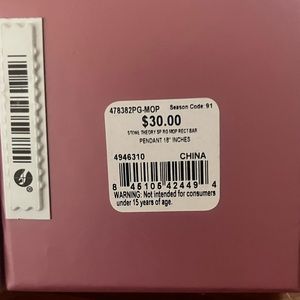 478382PG-MOP Season Code: 91
$30.00
STONE THEORY SP RG MOP RECT BAR
PENDANT 18" INCHES
4946310 CHINA
8 45105 42449 4
WARNING: Not Intended for consumers
under 15 years of age.